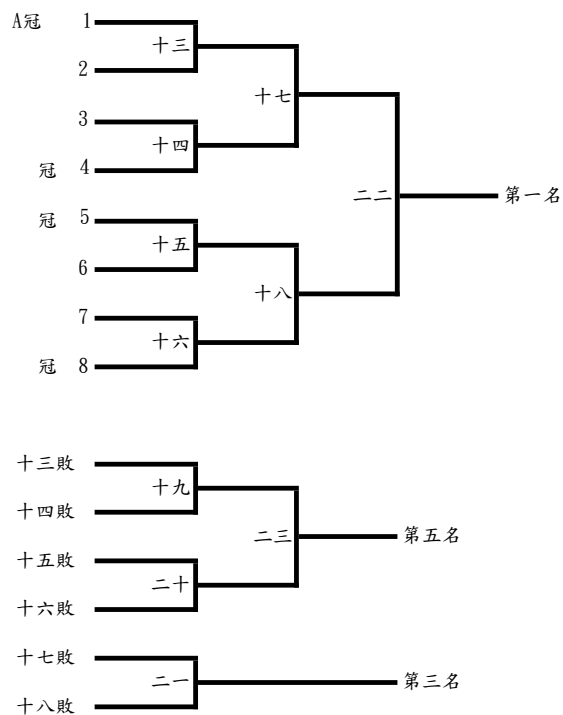 A冠 1
十三
2
十七
3
十四
冠 4
二二 第一名
冠 5
十五
6
十八
7
十六
冠 8
十三敗
十九
十四敗
二三 第五名
十五敗
二十
十六敗
十七敗
二一 第三名
十八敗